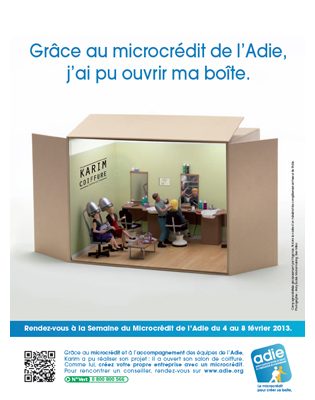 Grâce au microcrédit de l'Adie,
j'ai pu ouvrir ma boîte.
KARIM
COIFFURE
Rendez-vous à la Semaine du Microcrédit de l'Adie du 4 au 8 février 2013.
Grâce au microcrédit et à l'accompagnement des équipes de l'Adie,
Karim a pu réaliser son projet : il a ouvert son salon de coiffure.
Comme lui, créez votre propre entreprise avec un microcrédit.
Pour rencontrer un conseiller, rendez-vous sur www.adie.org
N°Vert 0 800 800 566
adie
Le microcrédit
pour créer sa boîte.